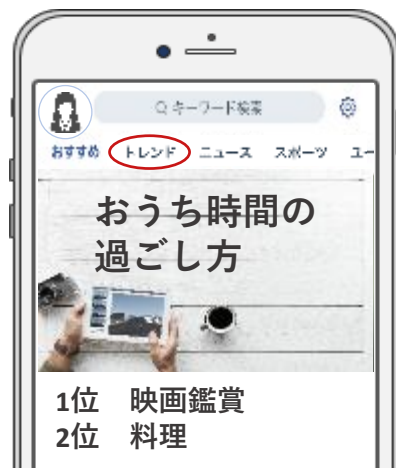 キーワード検索
おすすめ トレンド ニュース スポーツ ユー
おうち時間の
過ごし方
1位 映画鑑賞
2位 料理